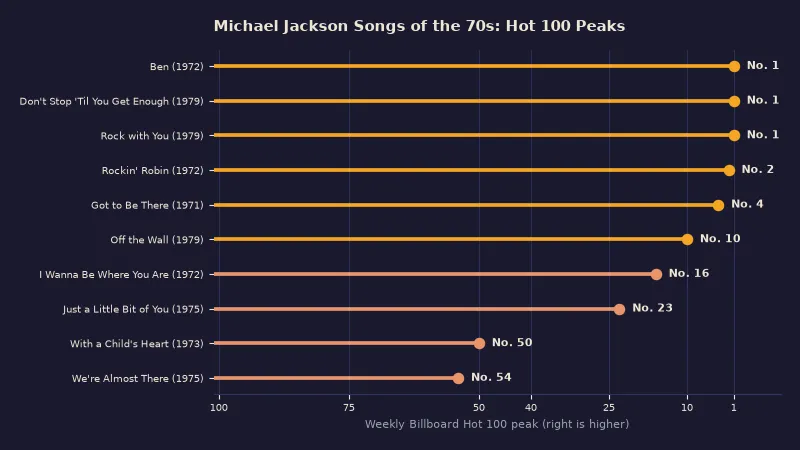 Michael Jackson Songs of the 70s: Hot 100 Peaks
Ben (1972) No. 1
Don't Stop 'Til You Get Enough (1979) No. 1
Rock with You (1979) No. 1
Rockin' Robin (1972) No. 2
Got to Be There (1971) No. 4
Off the Wall (1979) No. 10
I Wanna Be Where You Are (1972) No. 16
Just a Little Bit of You (1975) No. 23
With a Child's Heart (1973) No. 50
We're Almost There (1975) No. 54
100 75 50 40 25 10 1
Weekly Billboard Hot 100 peak (right is higher)